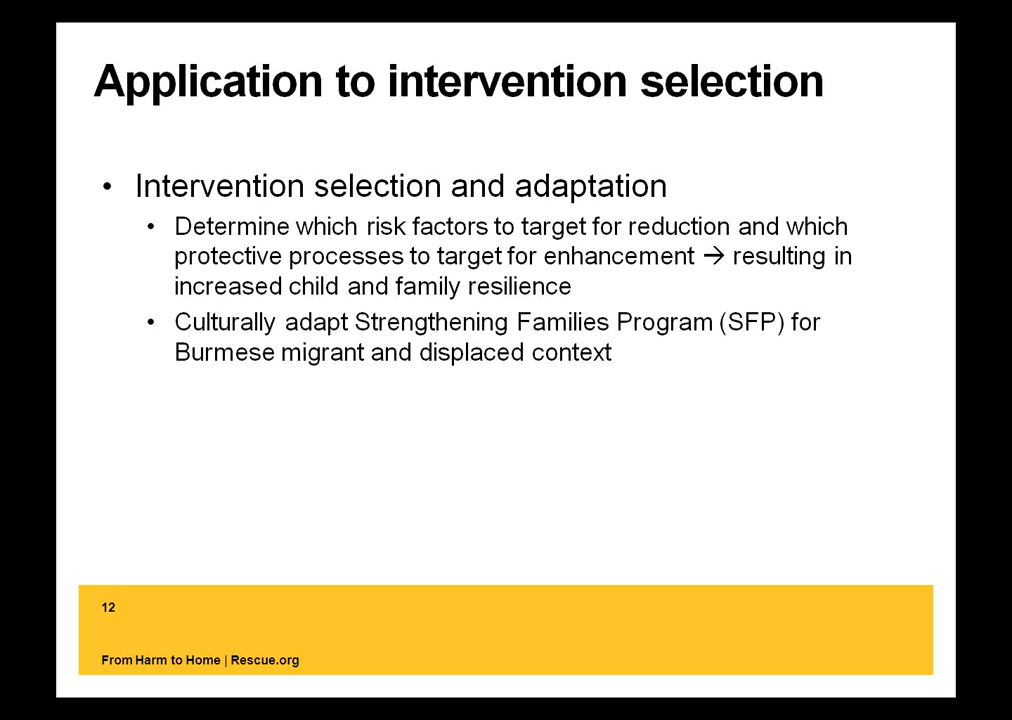 Application to intervention selection
• Intervention selection and adaptation
• Determine which risk factors to target for reduction and which
protective processes to target for enhancement → resulting in
increased child and family resilience
• Culturally adapt Strengthening Families Program (SFP) for
Burmese migrant and displaced context
12
From Harm to Home | Rescue.org